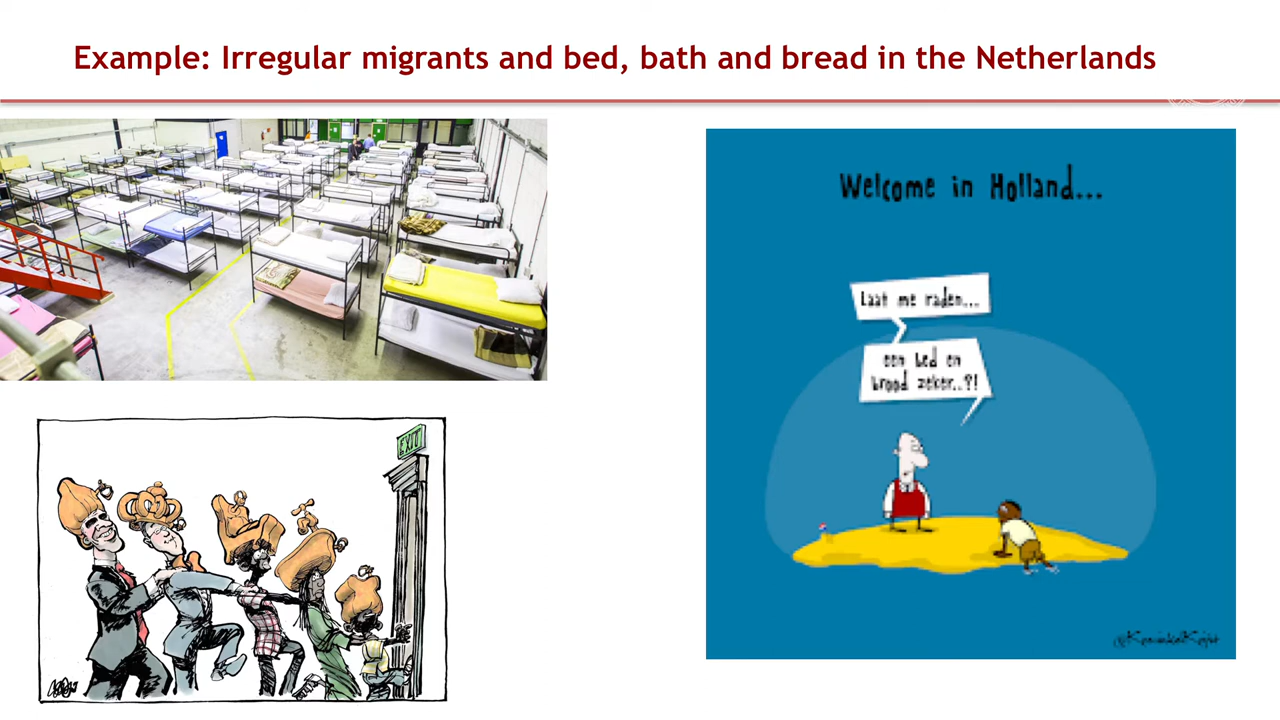 Example: Irregular migrants and bed, bath and bread in the Netherlands
EXIT
Welcome in Holland...
Laat me raden...
een bed en
brood zeker..?!